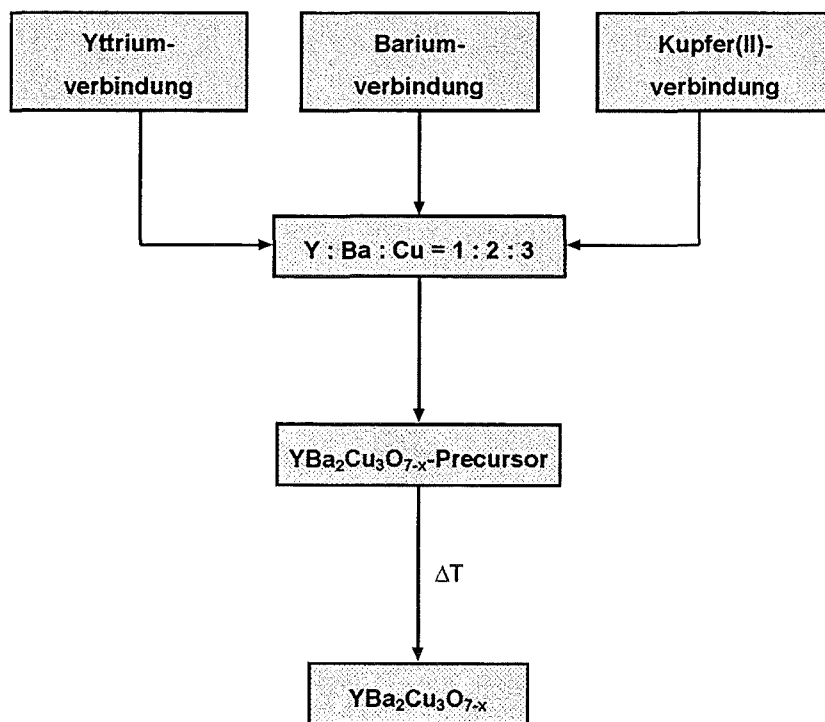 Yttrium-
verbindung
Barium-
verbindung
Kupfer(II)-
verbindung
Y : Ba : Cu = 1 : 2 : 3
YBa₂Cu₃O₇₋ₓ-Precursor
ΔT
YBa₂Cu₃O₇₋ₓ